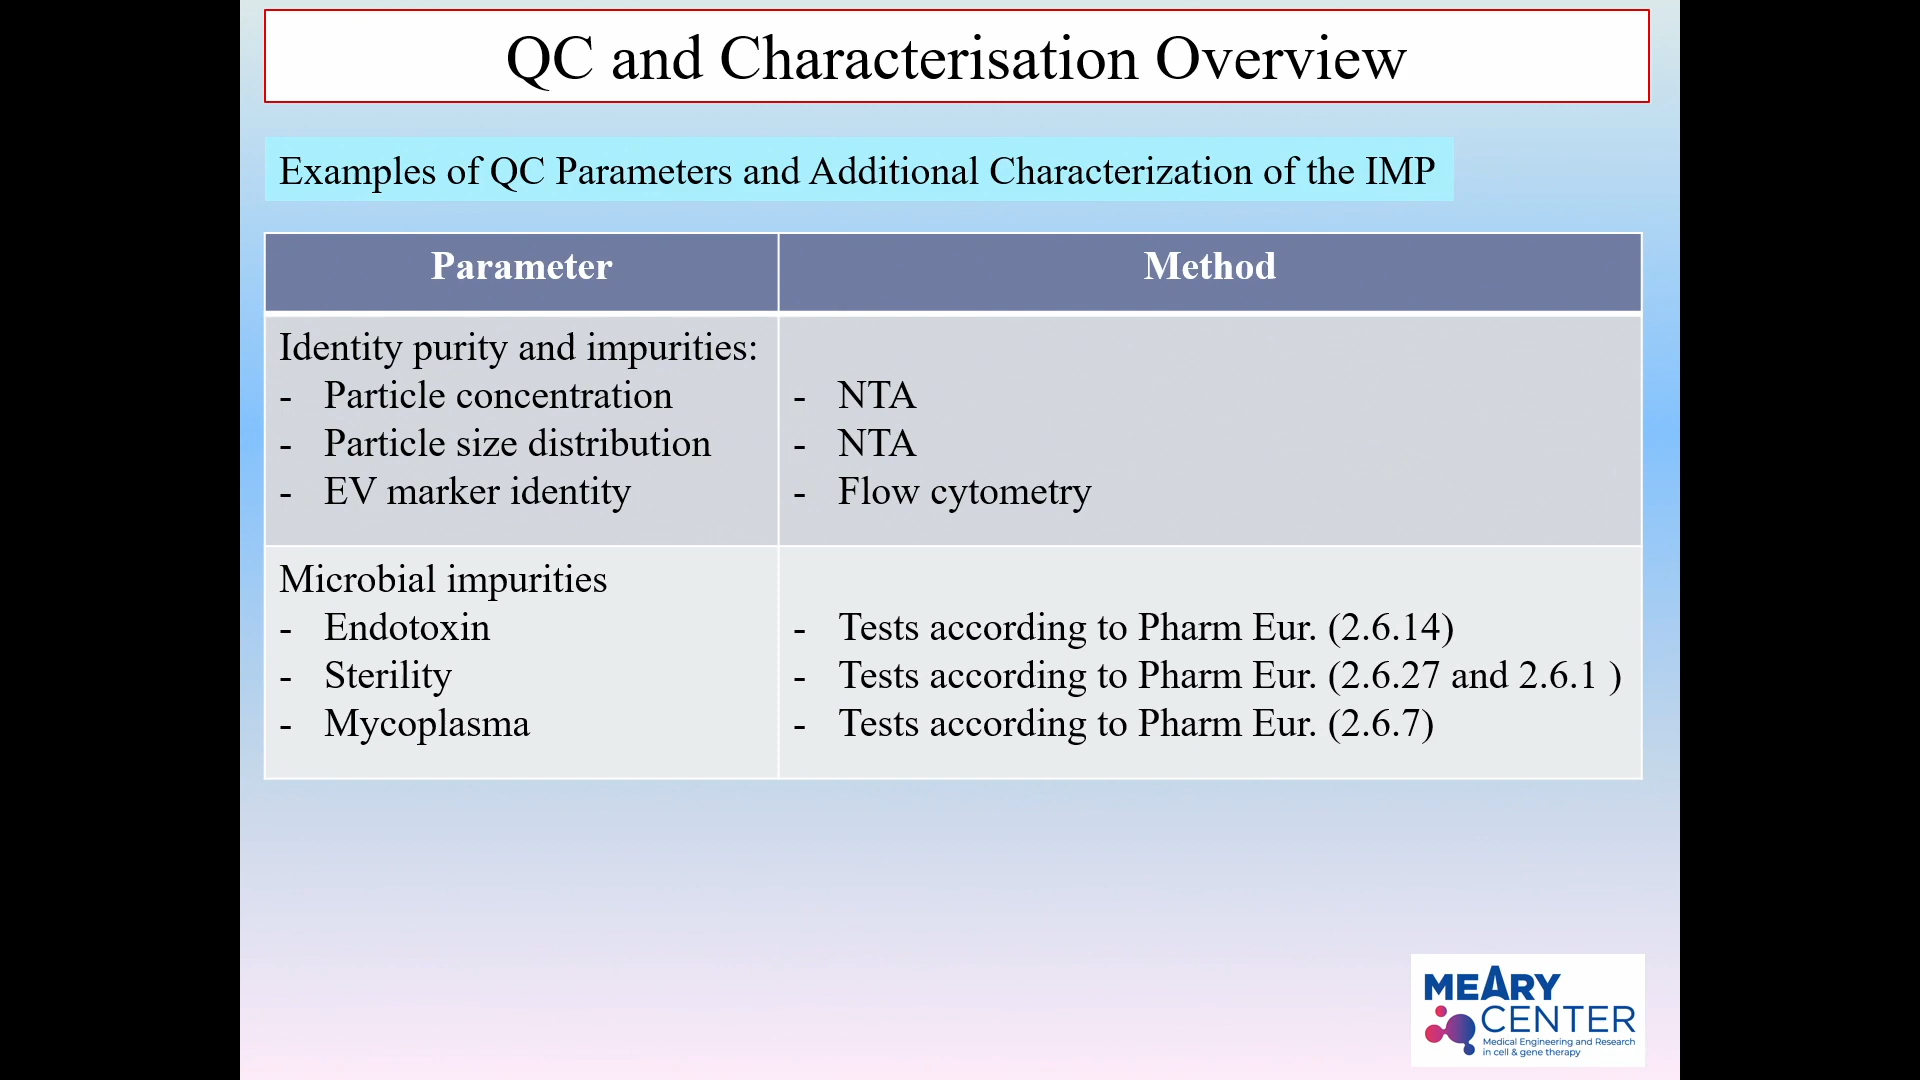 QC and Characterisation Overview
Examples of QC Parameters and Additional Characterization of the IMP
Parameter
Method
Identity purity and impurities:
- Particle concentration
- Particle size distribution
- EV marker identity
- NTA
- NTA
- Flow cytometry
Microbial impurities
- Endotoxin
- Sterility
- Mycoplasma
- Tests according to Pharm Eur. (2.6.14)
- Tests according to Pharm Eur. (2.6.27 and 2.6.1 )
- Tests according to Pharm Eur. (2.6.7)
MEARY
CENTER
Medical Engineering and Research
in cell & gene therapy